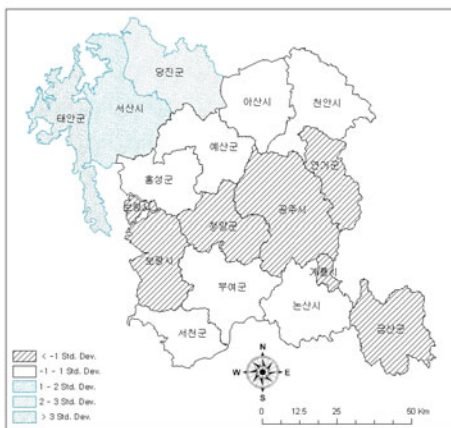 당진군
아산시
천안시
서산시
태안군
예산군
연기군
홍성군
공주시
보령시
청양군
보령시
계룡시
부여군
논산시
금산군
서천군
< -1 Std. Dev.
-1 - 1 Std. Dev.
1 - 2 Std. Dev.
2 - 3 Std. Dev.
> 3 Std. Dev.
N
W E
S
0 12.5 25 50 Km